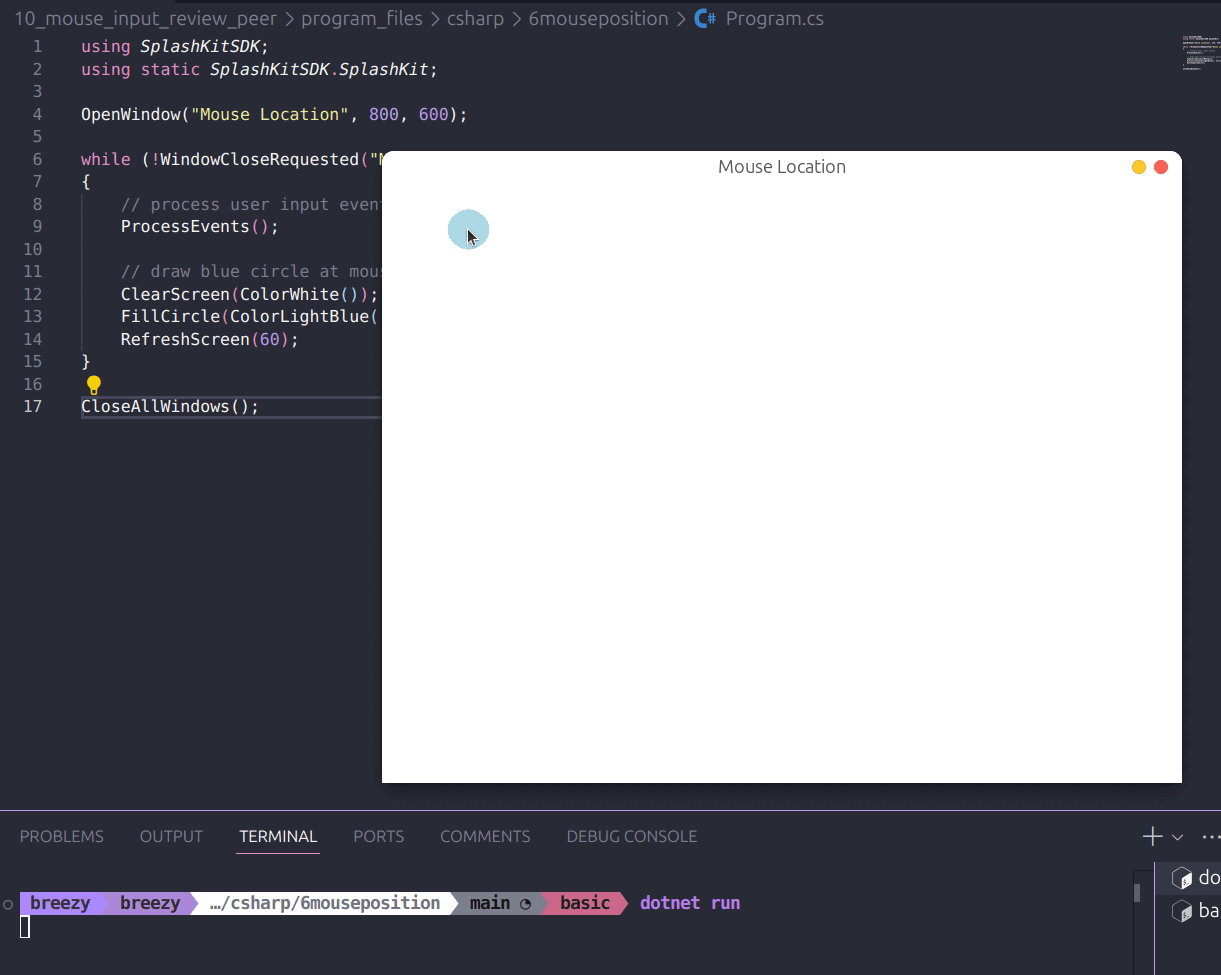 10_mouse_input_review_peer > program_files > csharp > 6mouseposition > C# Program.cs
1 using SplashKitSDK;
2 using static SplashKitSDK.SplashKit;
3
4 OpenWindow("Mouse Location", 800, 600);
5
6 while (!WindowCloseRequested("M
7 {
8 // process user input event
9 ProcessEvents();
10
11 // draw blue circle at mous
12 ClearScreen(ColorWhite());
13 FillCircle(ColorLightBlue(
14 RefreshScreen(60);
15 }
16
17 CloseAllWindows();
Mouse Location
PROBLEMS OUTPUT TERMINAL PORTS COMMENTS DEBUG CONSOLE
breezy breezy …/csharp/6mouseposition main basic dotnet run
do
ba